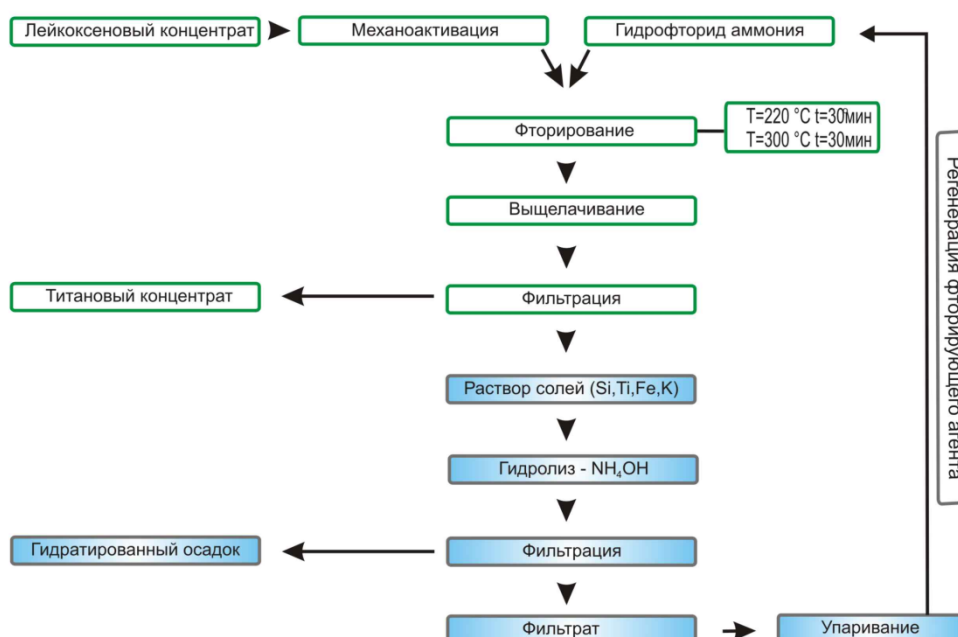 Лейкоксеновый концентрат
Механоактивация
Гидрофторид аммония
Фторирование
T=220 °C t=30мин
T=300 °C t=30мин
Выщелачивание
Титановый концентрат
Фильтрация
Раствор солей (Si,Ti,Fe,K)
Гидролиз - NH₄OH
Гидратированный осадок
Фильтрация
Фильтрат
Упаривание
Регенерация фторирующего агента